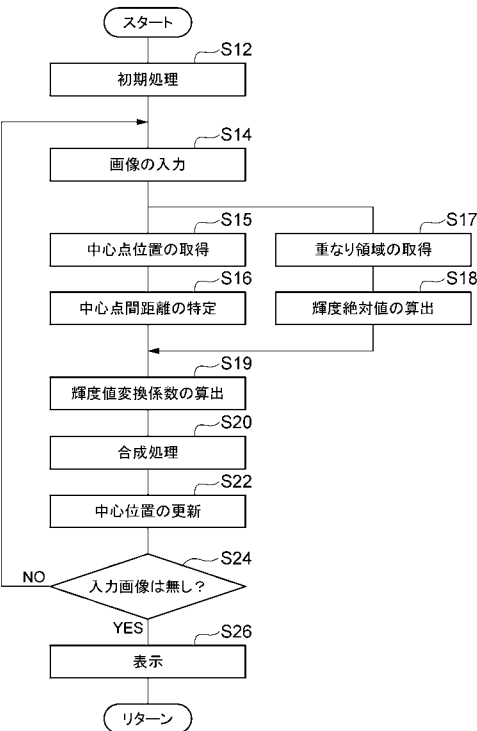 スタート
S12
初期処理
S14
画像の入力
S15
中心点位置の取得
S17
重なり領域の取得
S16
中心点間距離の特定
S18
輝度絶対値の算出
S19
輝度値変換係数の算出
S20
合成処理
S22
中心位置の更新
S24
入力画像は無し?
NO
YES
S26
表示
リターン